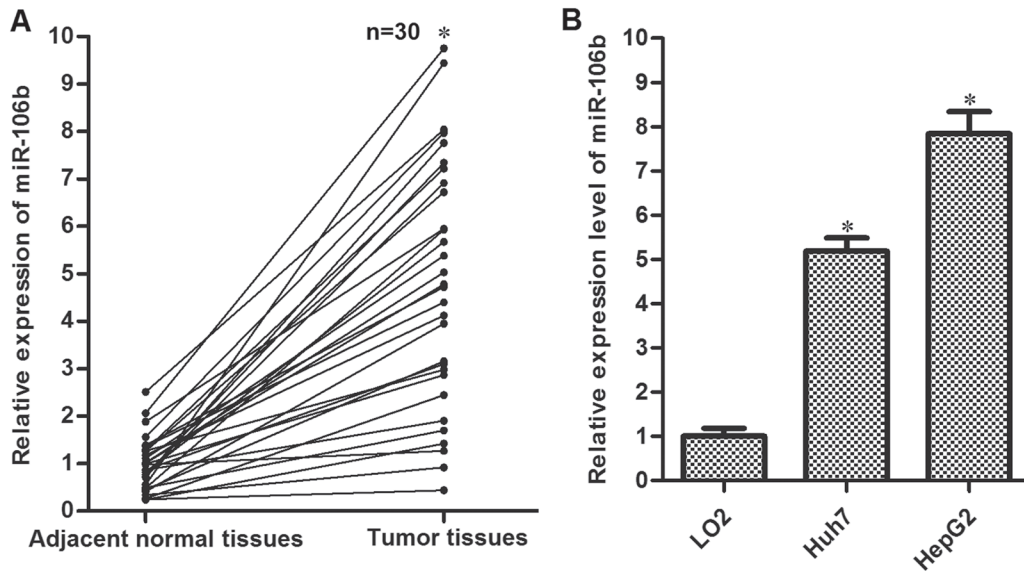 A
n=30 *
Relative expression of miR-106b
10
9
8
7
6
5
4
3
2
1
0
Adjacent normal tissues
Tumor tissues
B
Relative expression level of miR-106b
10
9
8
7
6
5
4
3
2
1
0
*
*
LO2
Huh7
HepG2